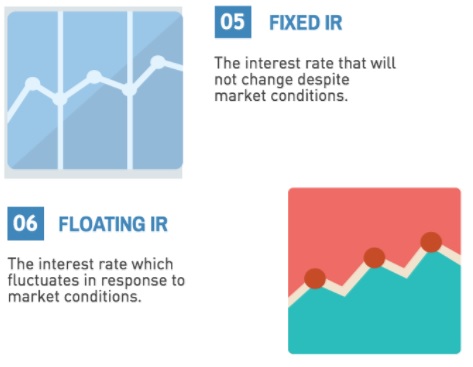 05 FIXED IR
The interest rate that will
not change despite
market conditions.
06 FLOATING IR
The interest rate which
fluctuates in response to
market conditions.